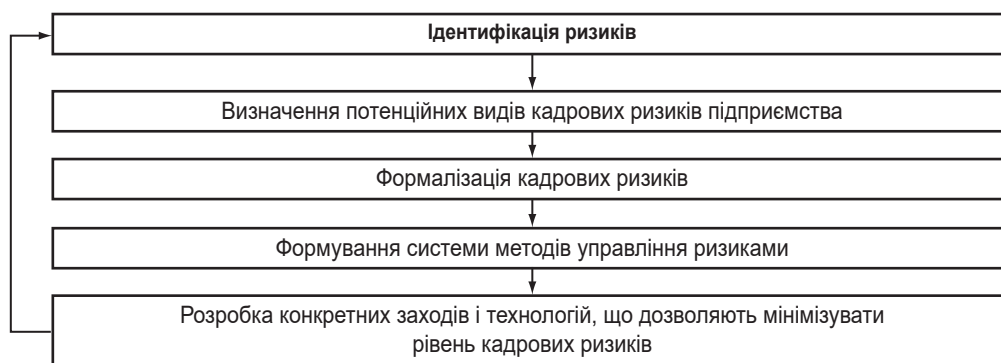 Ідентифікація ризиків
Визначення потенційних видів кадрових ризиків підприємства
Формалізація кадрових ризиків
Формування системи методів управління ризиками
Розробка конкретних заходів і технологій, що дозволяють мінімізувати
рівень кадрових ризиків